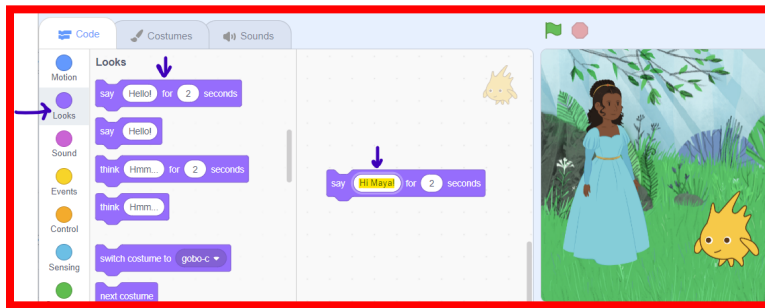 Code
Costumes
Sounds
Motion
Looks
Sound
Events
Control
Sensing
Looks
say Hello! for 2 seconds
say Hello!
think Hmm... for 2 seconds
think Hmm...
switch costume to gobo-c
next costume
say Hi Maya! for 2 seconds